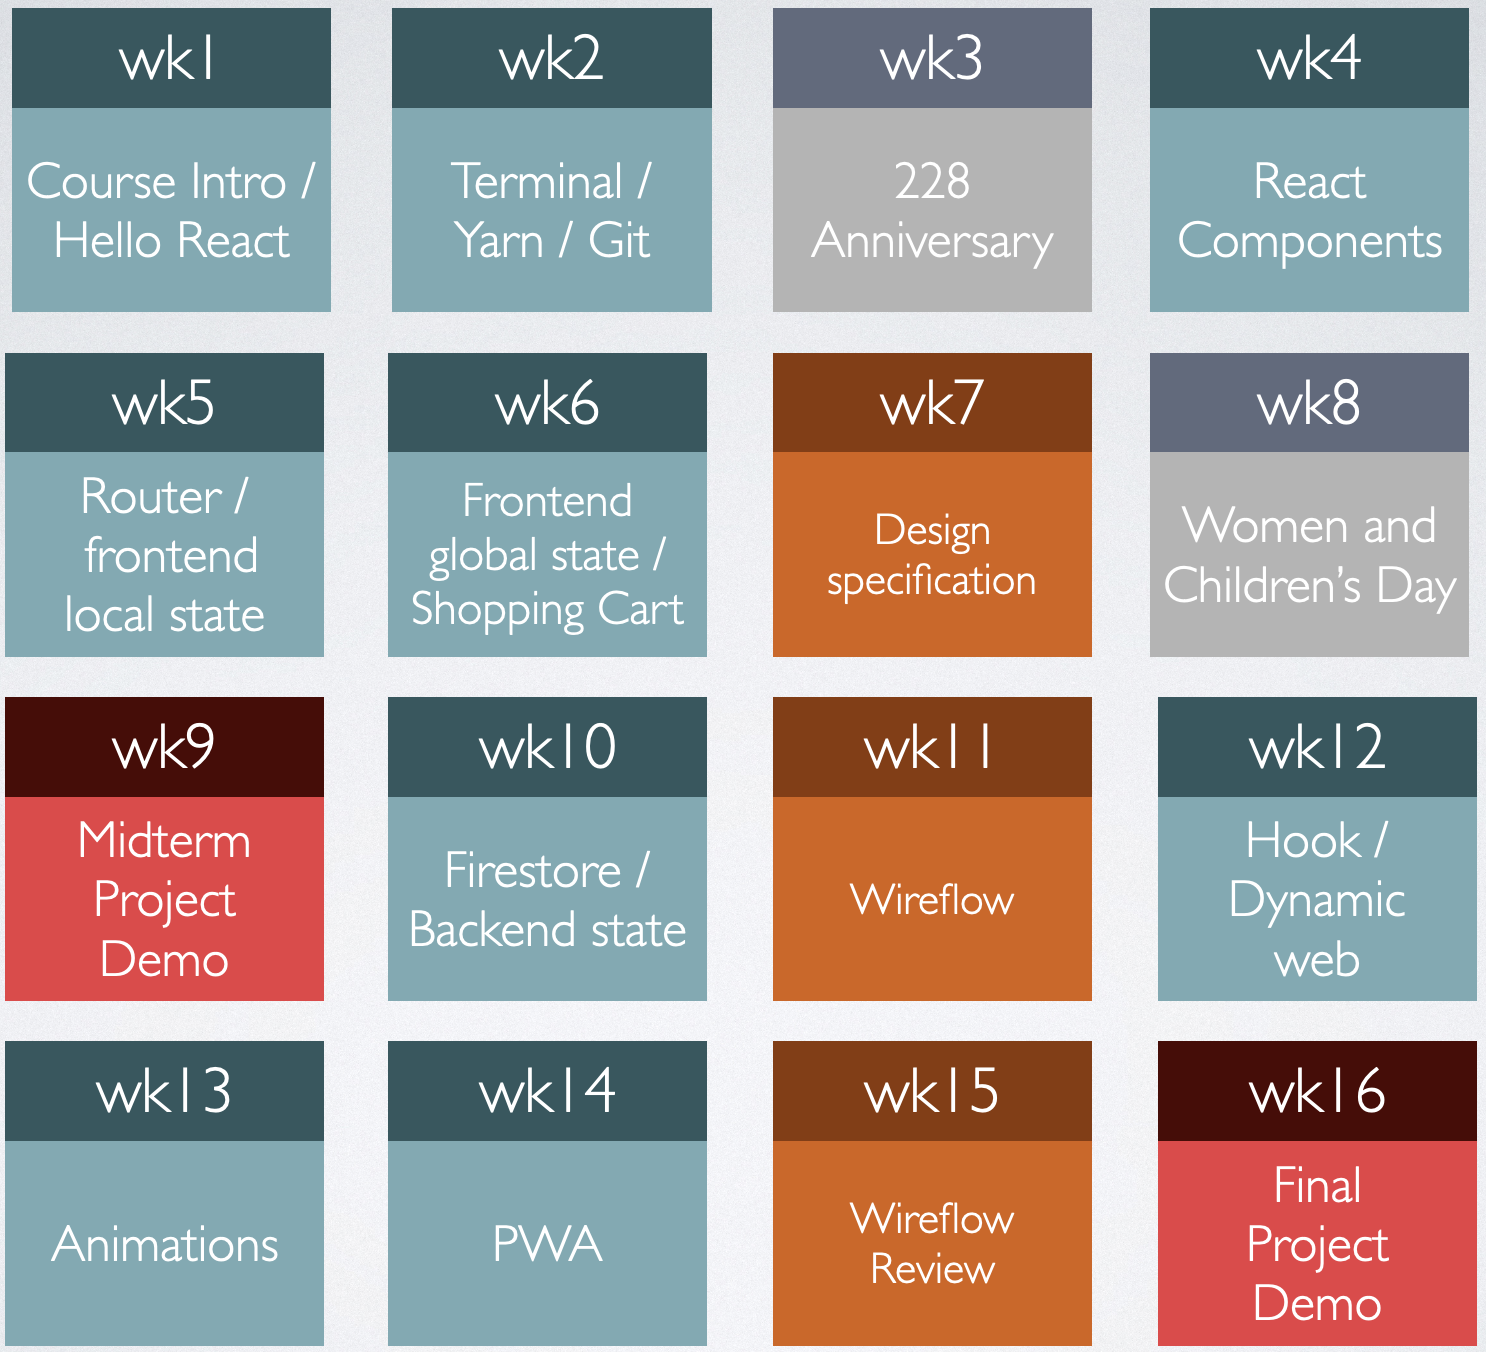 wk1
Course Intro /
Hello React
wk2
Terminal /
Yarn / Git
wk3
228
Anniversary
wk4
React
Components
wk5
Router /
frontend
local state
wk6
Frontend
global state /
Shopping Cart
wk7
Design
specification
wk8
Women and
Children’s Day
wk9
Midterm
Project
Demo
wk10
Firestore /
Backend state
wk11
Wireflow
wk12
Hook /
Dynamic
web
wk13
Animations
wk14
PWA
wk15
Wireflow
Review
wk16
Final
Project
Demo